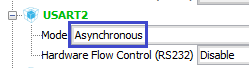 USART2
Mode Asynchronous
Hardware Flow Control (RS232) Disable